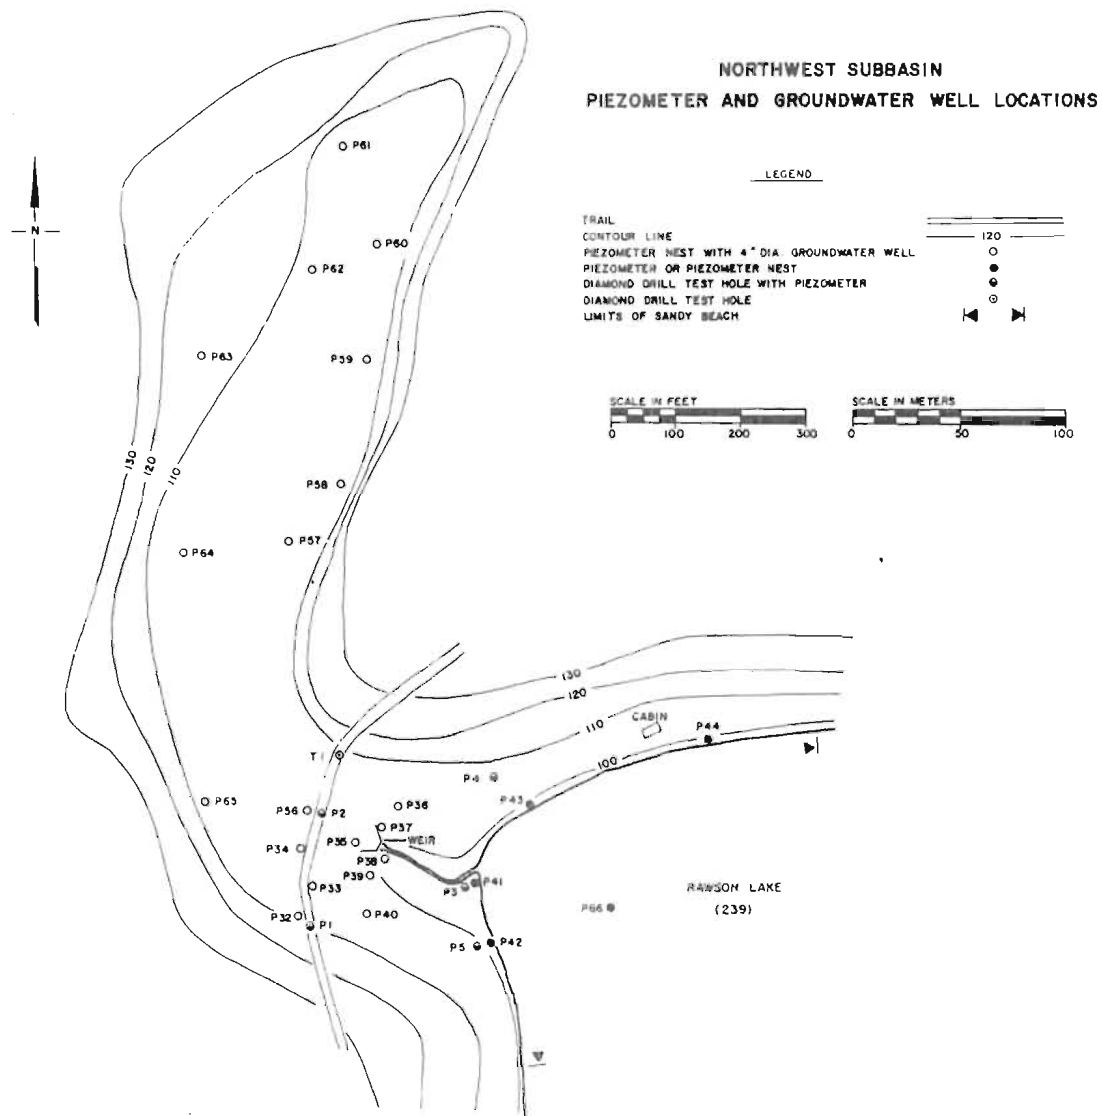 NORTHWEST SUBBASIN
PIEZOMETER AND GROUNDWATER WELL LOCATIONS
LEGEND
TRAIL
CONTOUR LINE
120
PIEZOMETER NEST WITH 4" DIA. GROUNDWATER WELL
PIEZOMETER OR PIEZOMETER NEST
DIAMOND DRILL TEST HOLE WITH PIEZOMETER
DIAMOND DRILL TEST HOLE
LIMITS OF SANDY BEACH
SCALE IN FEET
0 100 200 300
SCALE IN METERS
0 50 100
N
P61
P60
P62
P63
P59
130
120
110
P58
P57
P64
130
120
110
CABIN
P44
T1
100
P4
P43
P65
P56
P2
P36
P37
P35
WEIR
P34
P38
P39
P33
P3
P41
RAWSON LAKE
(239)
P32
P1
P40
P66
P5
P42